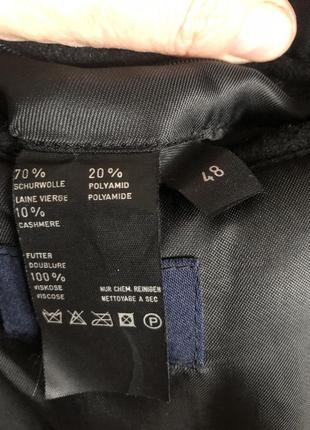 70% 20%
SCHURWOLLE POLYAMID
LAINE VIERGE POLYAMIDE
10%
CASHMERE
FUTTER
DOUBLURE
100%
VISKOSE NUR CHEM. REINIGEN
VISCOSE NETTOYAGE A SEC
P
48